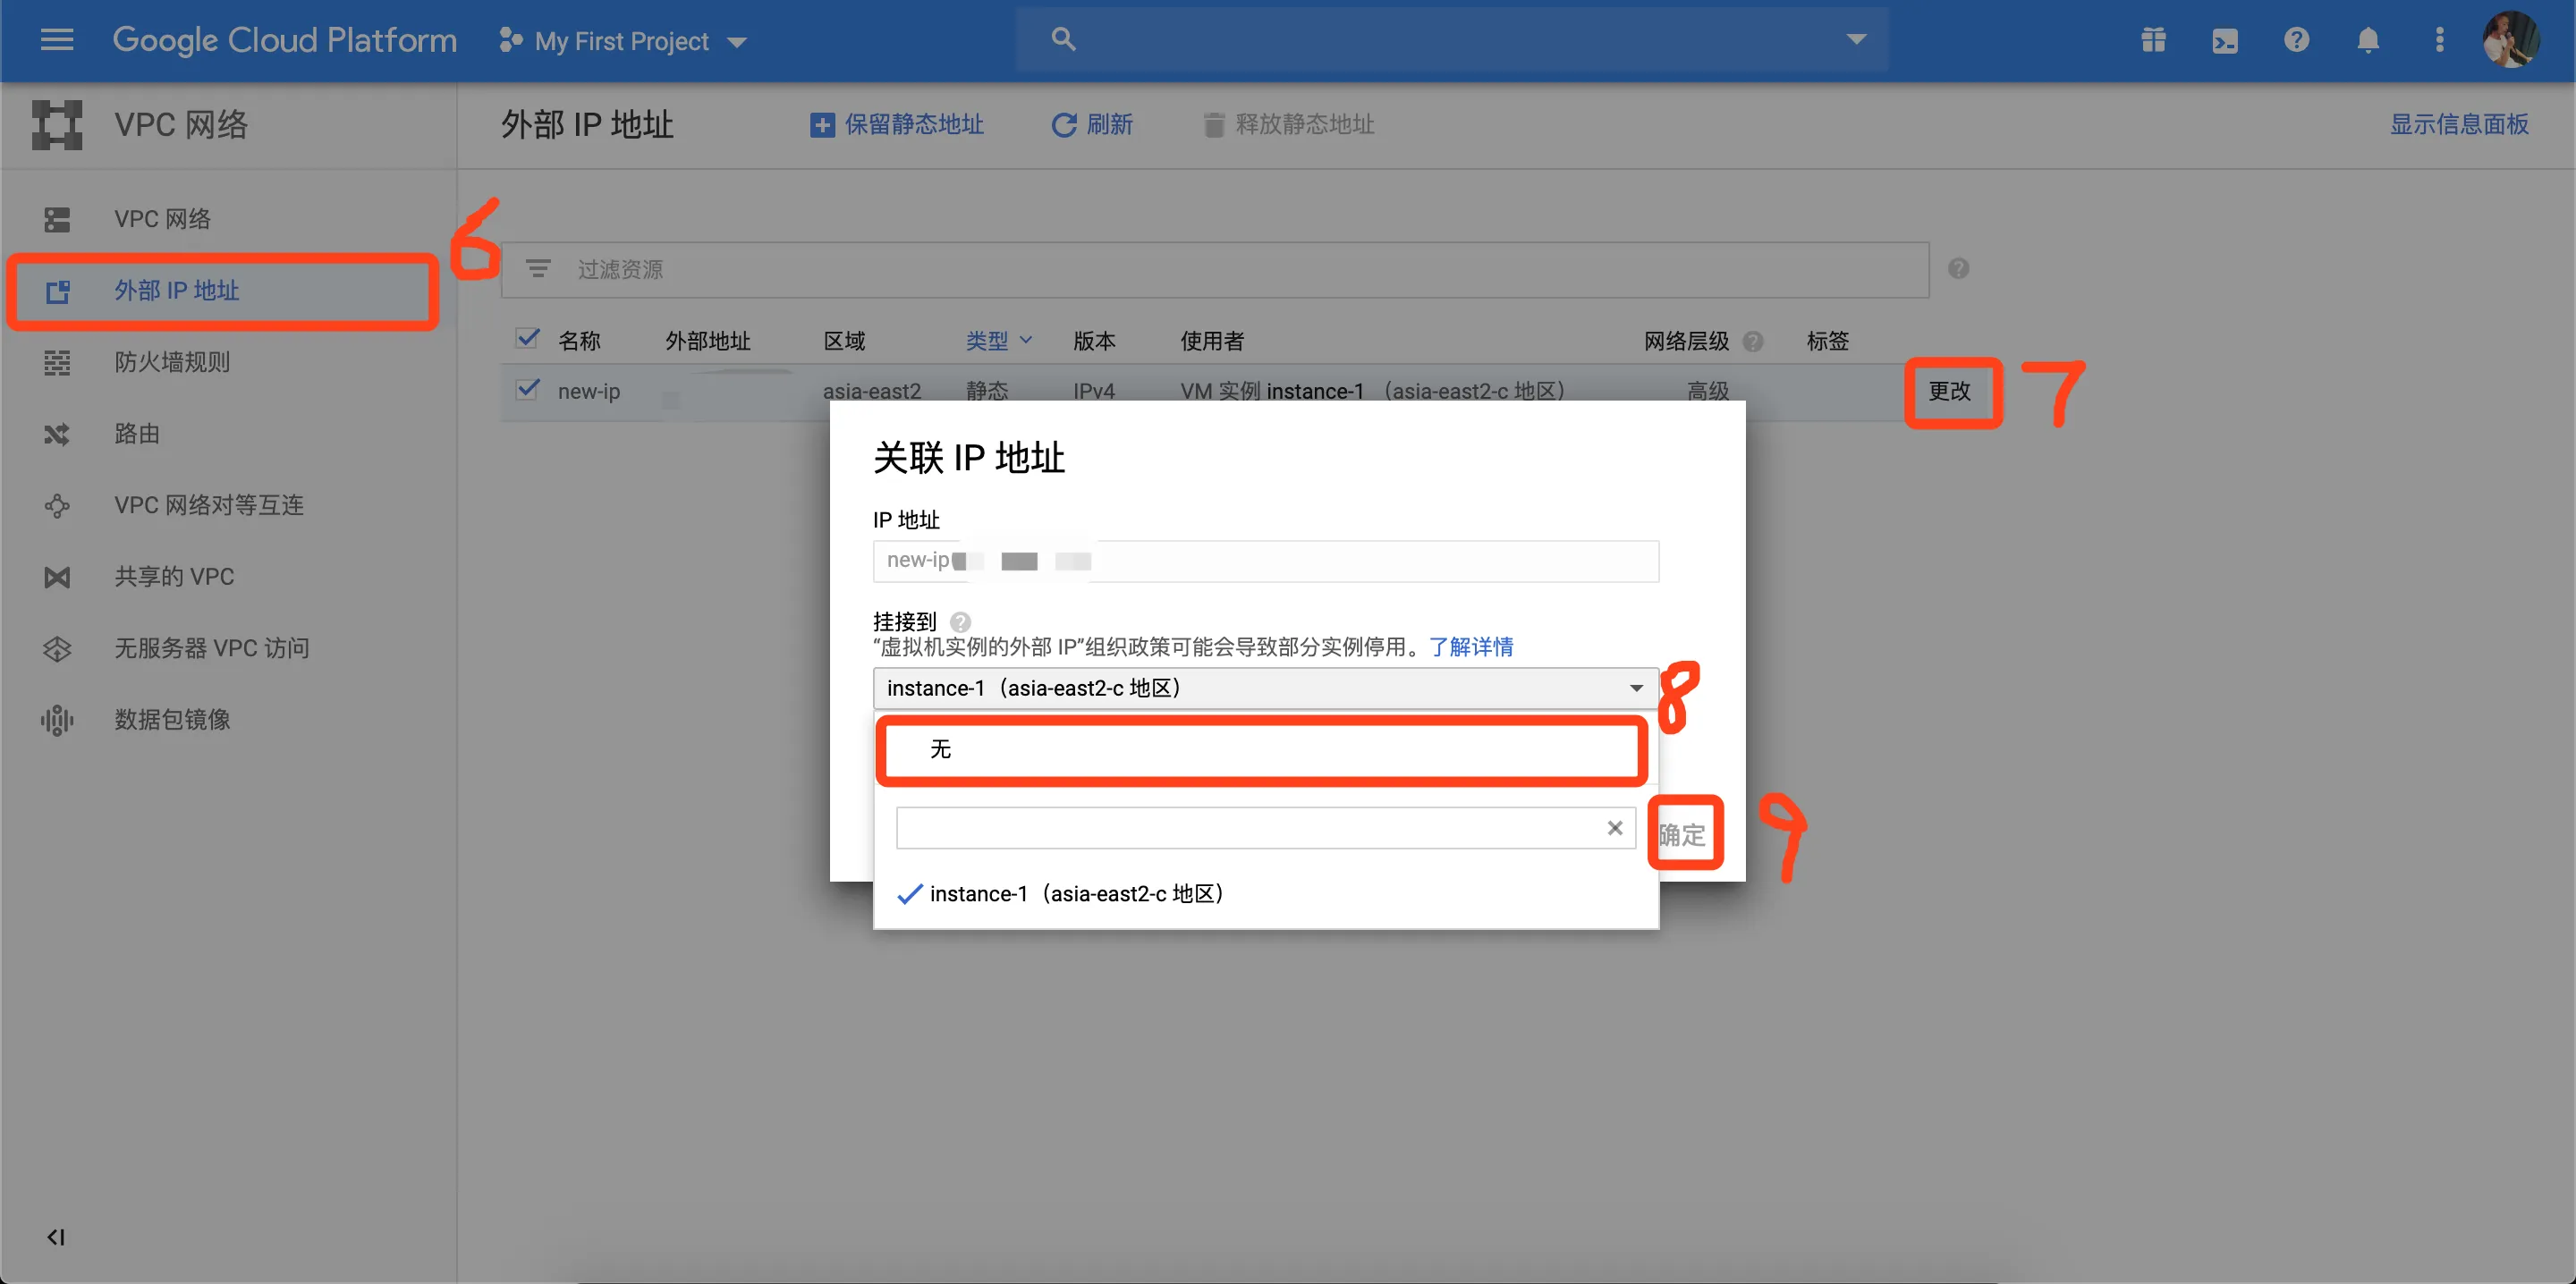 Google Cloud Platform My First Project
VPC 网络
外部 IP 地址 保留静态地址 刷新 释放静态地址 显示信息面板
VPC 网络
6
过滤资源
外部 IP 地址
名称 外部地址 区域 类型 版本 使用者 网络层级 标签
防火墙规则
new-ip asia-east2 静态 IPv4 VM 实例 instance-1 （asia-east2-c 地区） 高级 更改 7
路由
VPC 网络对等互连
共享的 VPC
无服务器 VPC 访问
数据包镜像
关联 IP 地址
IP 地址
new-ip
挂接到
“虚拟机实例的外部 IP”组织政策可能会导致部分实例停用。了解详情
instance-1（asia-east2-c 地区） 8
无
确定 9
instance-1（asia-east2-c 地区）